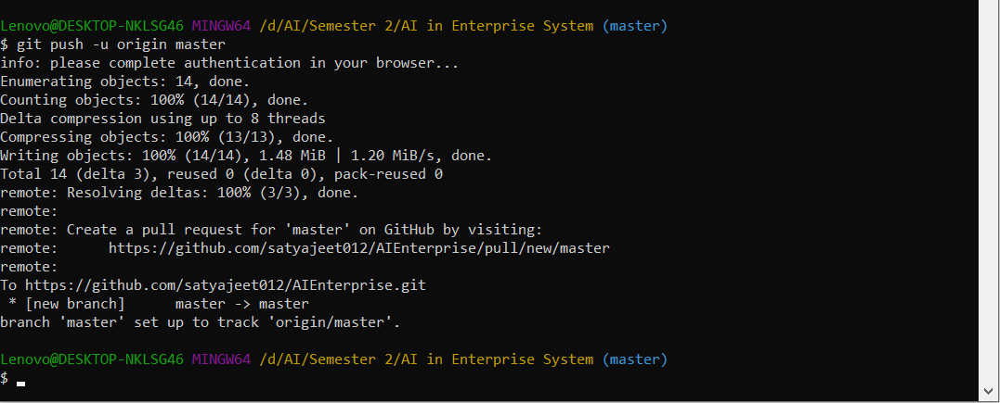 Lenovo@DESKTOP-NKLSG46 MINGW64 /d/AI/Semester 2/AI in Enterprise System (master)
$ git push -u origin master
info: please complete authentication in your browser...
Enumerating objects: 14, done.
Counting objects: 100% (14/14), done.
Delta compression using up to 8 threads
Compressing objects: 100% (13/13), done.
Writing objects: 100% (14/14), 1.48 MiB | 1.20 MiB/s, done.
Total 14 (delta 3), reused 0 (delta 0), pack-reused 0
remote: Resolving deltas: 100% (3/3), done.
remote:
remote: Create a pull request for 'master' on GitHub by visiting:
remote:      https://github.com/satyajeet012/AIEnterprise/pull/new/master
remote:
To https://github.com/satyajeet012/AIEnterprise.git
 * [new branch]      master -> master
branch 'master' set up to track 'origin/master'.
Lenovo@DESKTOP-NKLSG46 MINGW64 /d/AI/Semester 2/AI in Enterprise System (master)
$